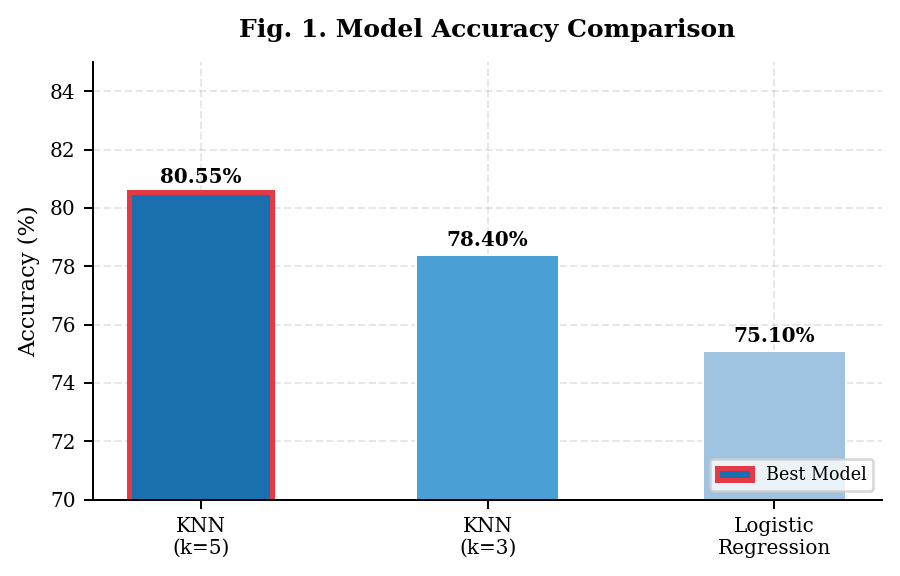 Fig. 1. Model Accuracy Comparison
Accuracy (%)
84
82
80
78
76
74
72
70
80.55%
78.40%
75.10%
Best Model
KNN
(k=5)
KNN
(k=3)
Logistic
Regression